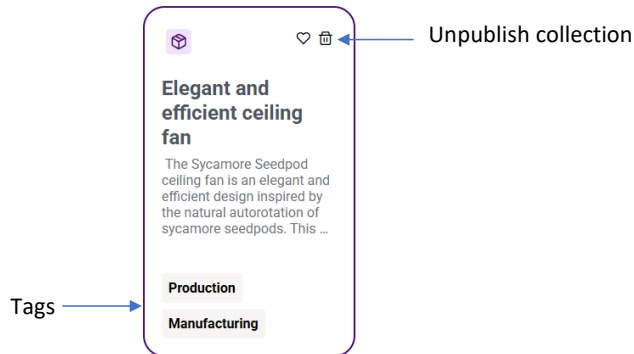 Unpublish collection
Elegant and
efficient ceiling
fan
The Sycamore Seedpod
ceiling fan is an elegant and
efficient design inspired by
the natural autorotation of
sycamore seedpods. This ...
Production
Tags
Manufacturing